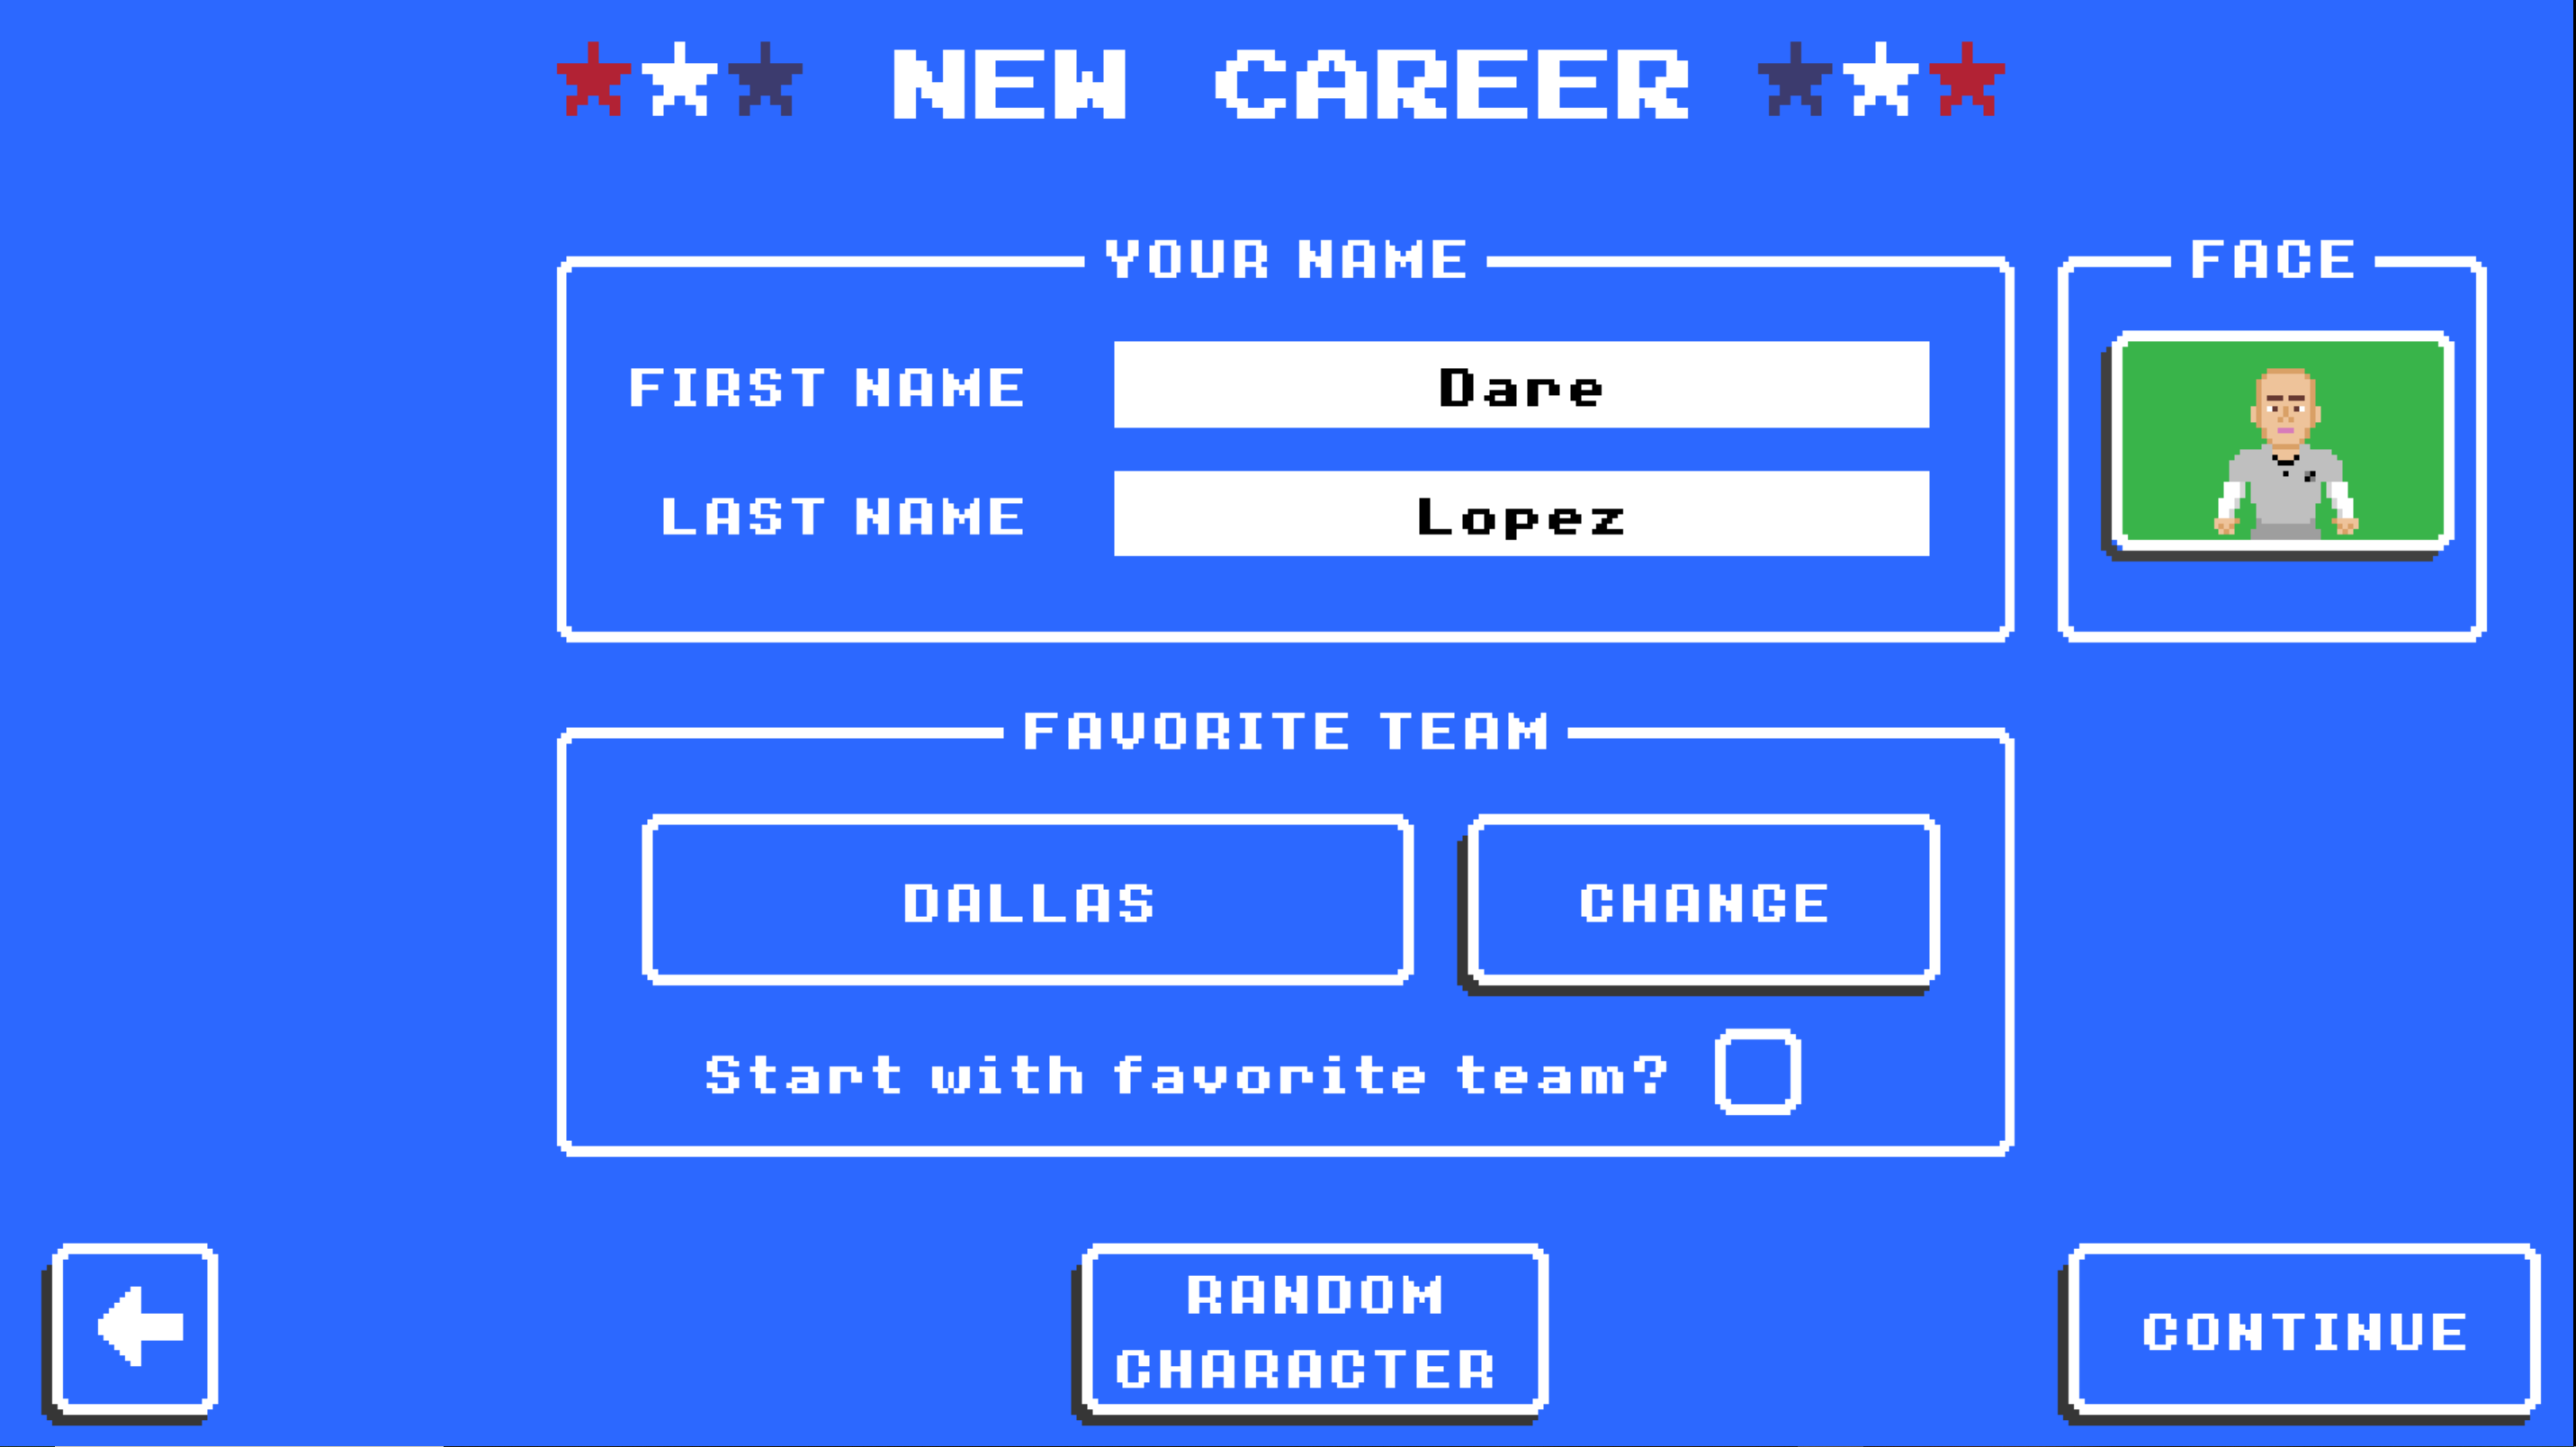 NEW CAREER
YOUR NAME
FACE
FIRST NAME
Dare
LAST NAME
Lopez
FAVORITE TEAM
DALLAS
CHANGE
Start with favorite team?
RANDOM
CHARACTER
CONTINUE